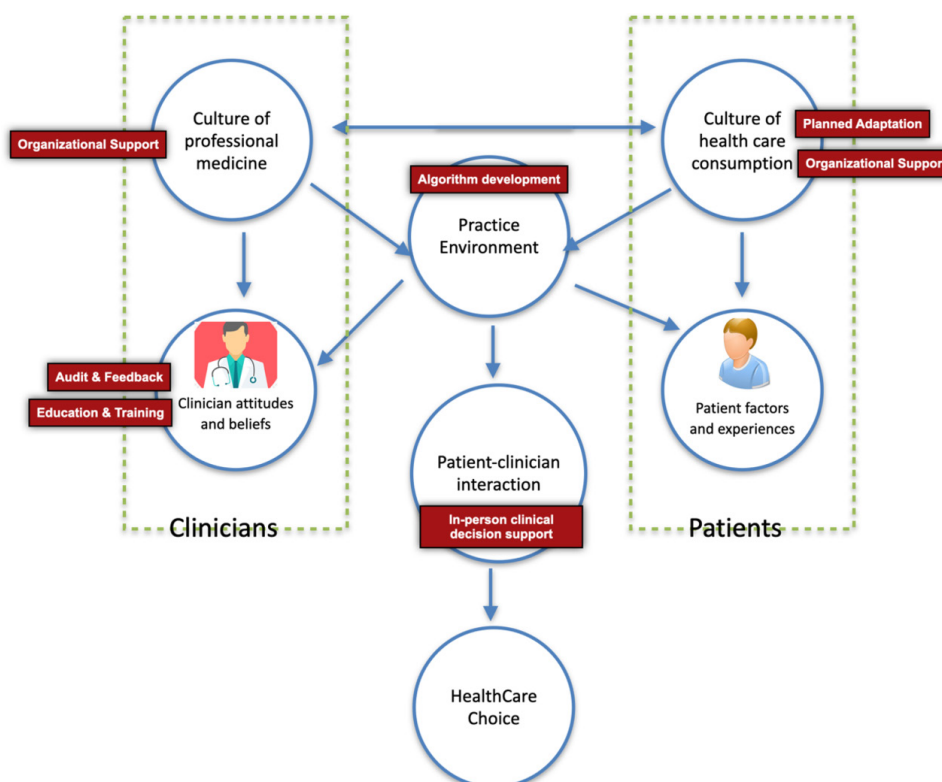 Culture of
professional
medicine
Organizational Support
Culture of
health care
consumption
Planned Adaptation
Organizational Support
Algorithm development
Practice
Environment
Audit & Feedback
Education & Training
Clinician attitudes
and beliefs
Patient factors
and experiences
Patient-clinician
interaction
In-person clinical
decision support
Clinicians
Patients
HealthCare
Choice